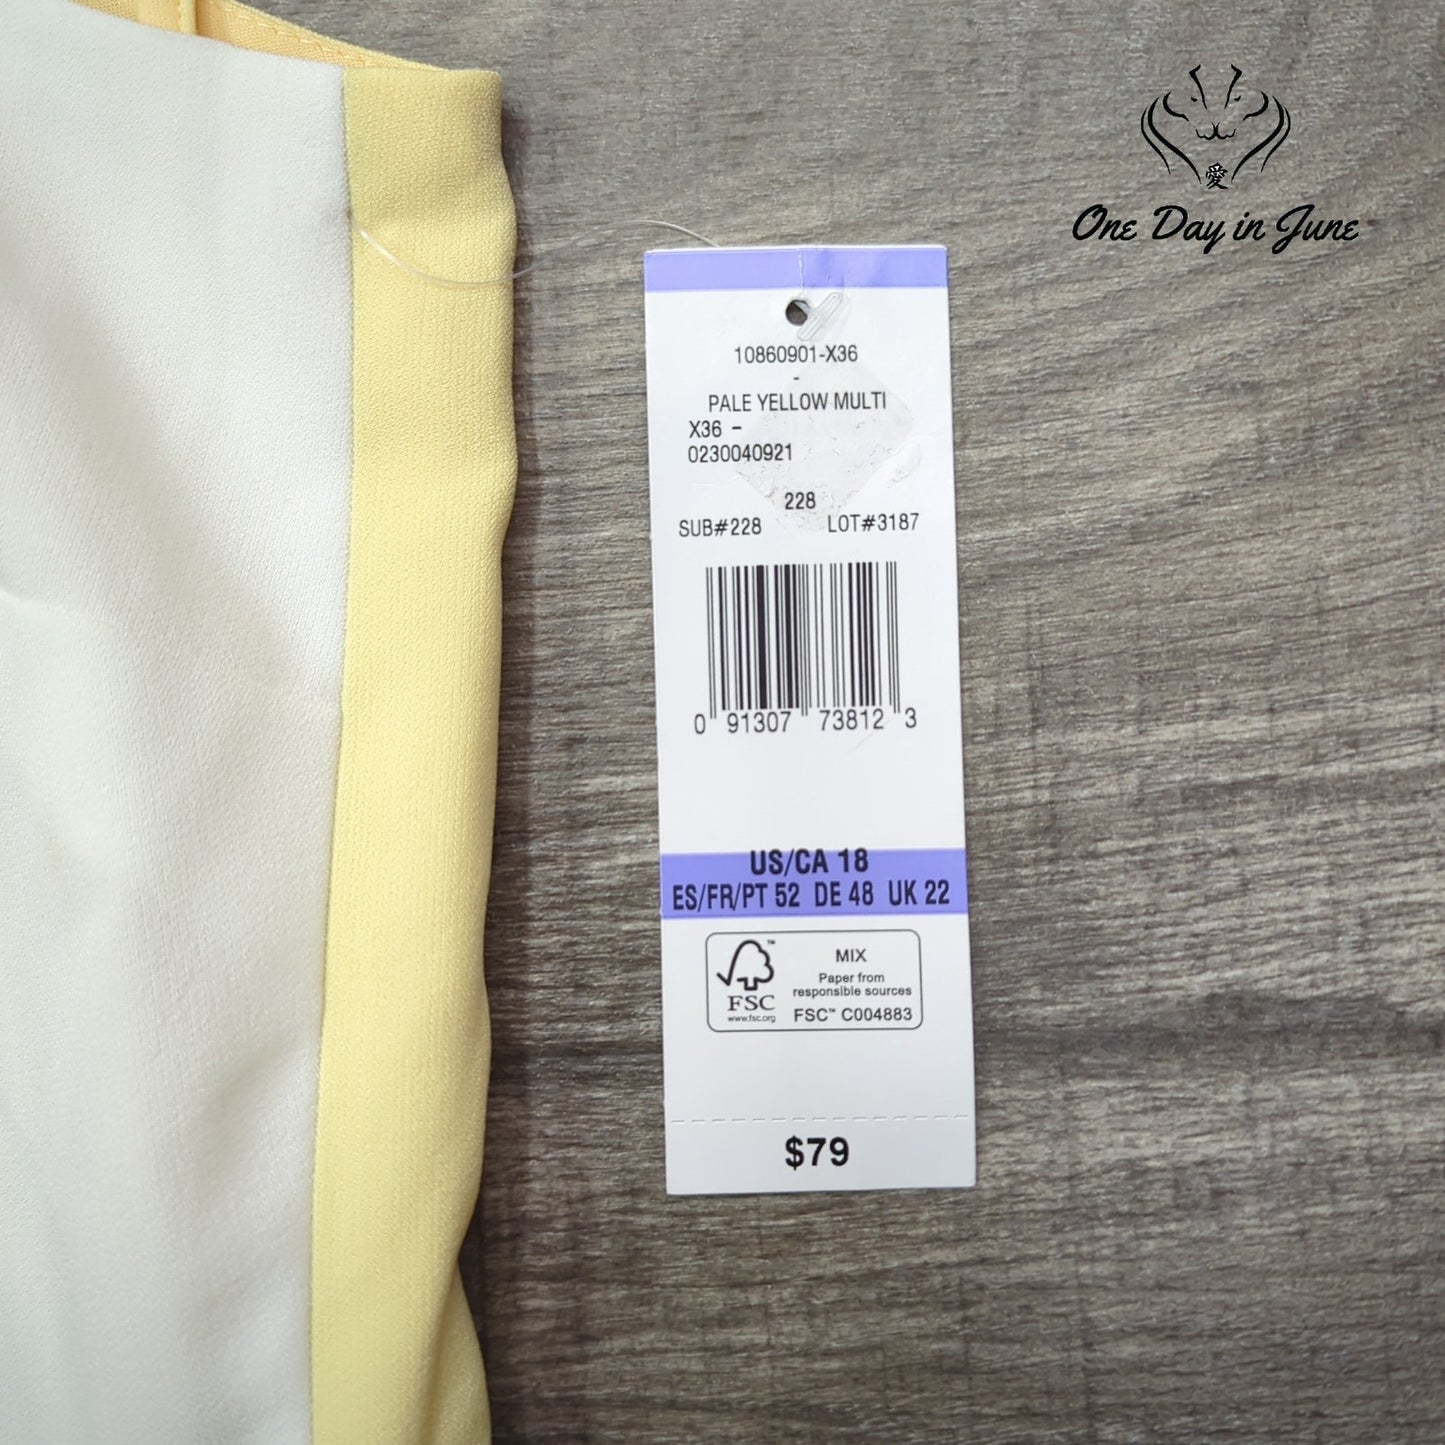 愛
One Day in June
10860901-X36
-
PALE YELLOW MULTI
X36 -
0230040921
228
SUB#228 LOT#3187
0 91307 73812 3
US/CA 18
ES/FR/PT 52 DE 48 UK 22
FSC
www.fsc.org
MIX
Paper from
responsible sources
FSC™ C004883
$79